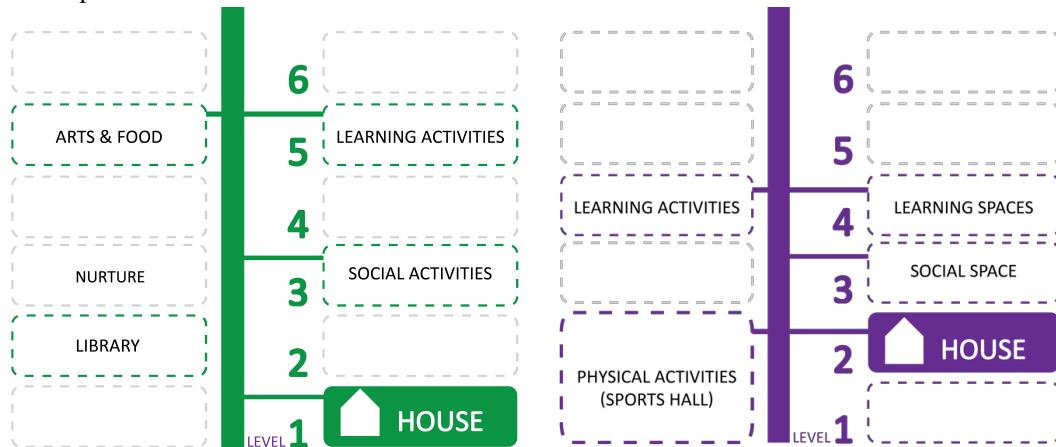 6
ARTS & FOOD
LEARNING ACTIVITIES
5
4
NURTURE
SOCIAL ACTIVITIES
3
LIBRARY
2
HOUSE
LEVEL 1
6
5
LEARNING ACTIVITIES
LEARNING SPACES
4
SOCIAL SPACE
3
HOUSE
2
PHYSICAL ACTIVITIES
(SPORTS HALL)
LEVEL 1